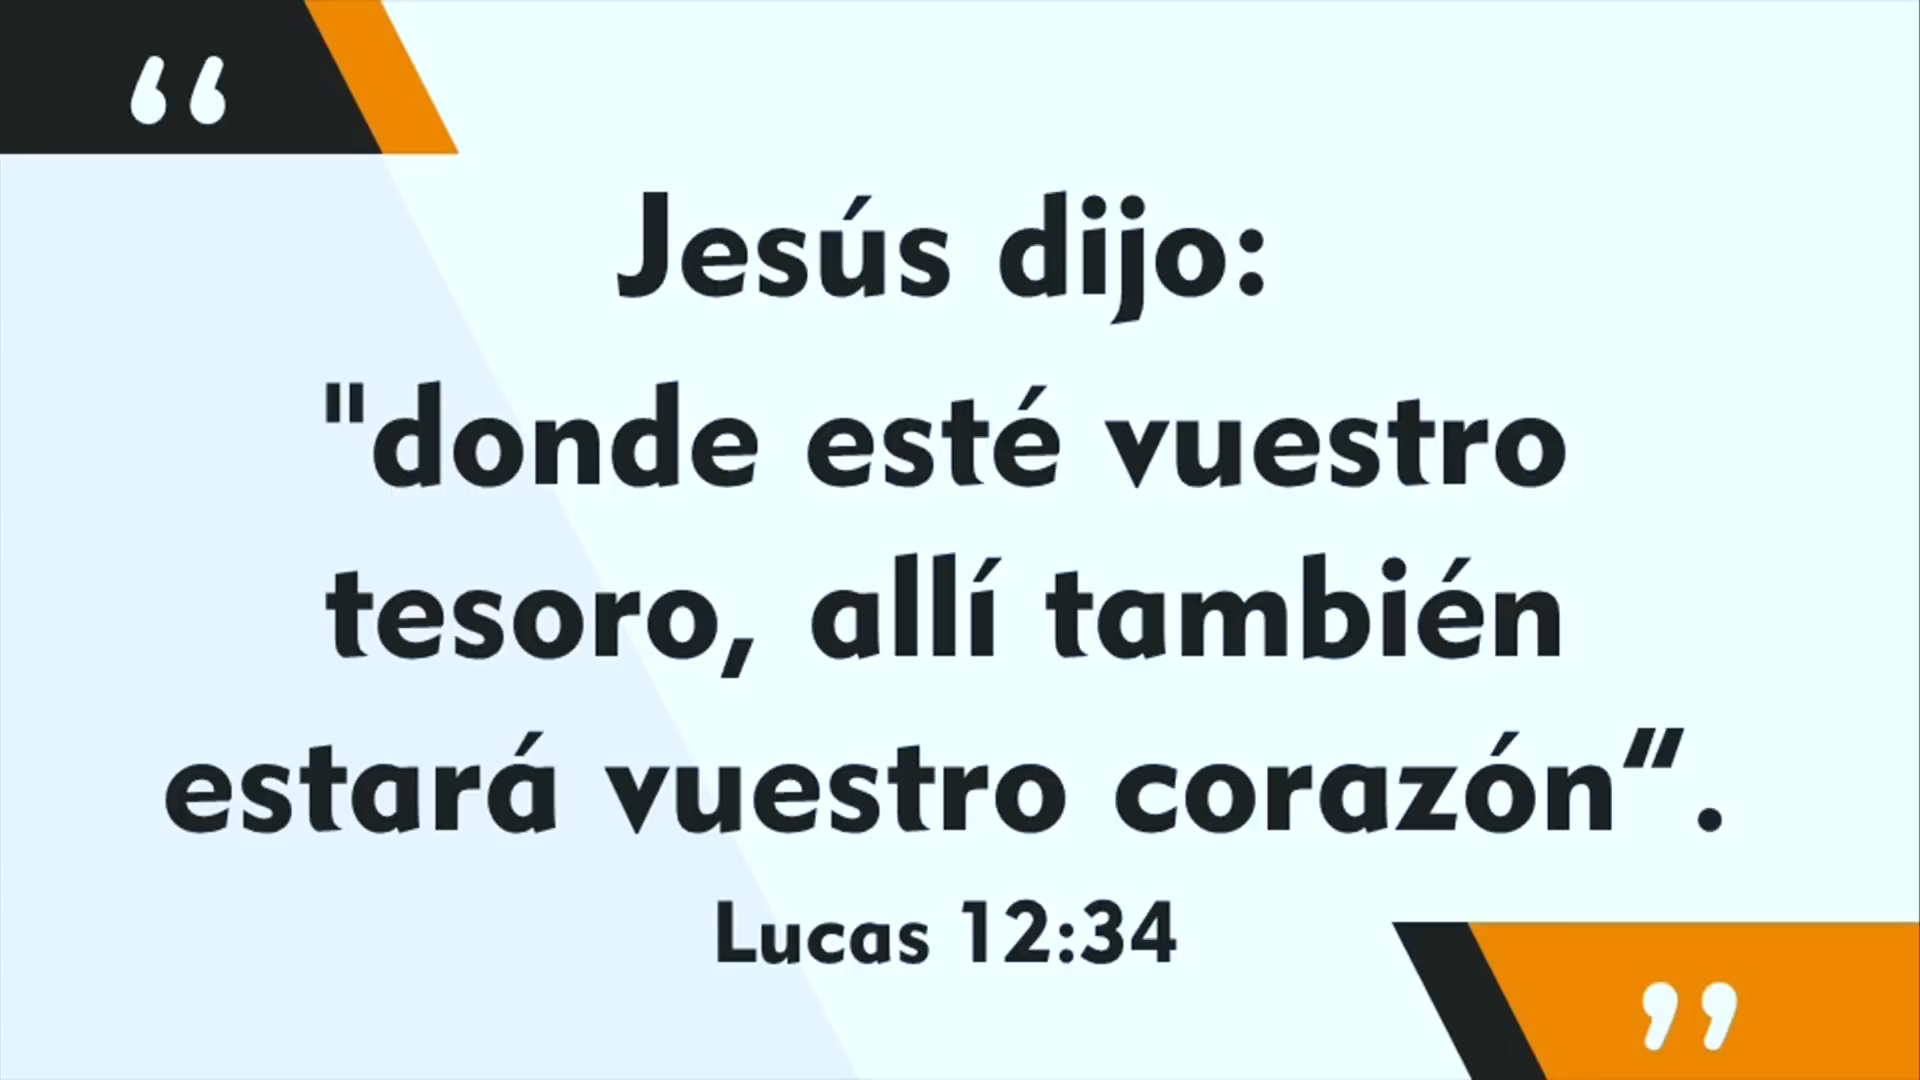 “
Jesús dijo:
"donde esté vuestro
tesoro, allí también
estará vuestro corazón“.
Lucas 12:34
”